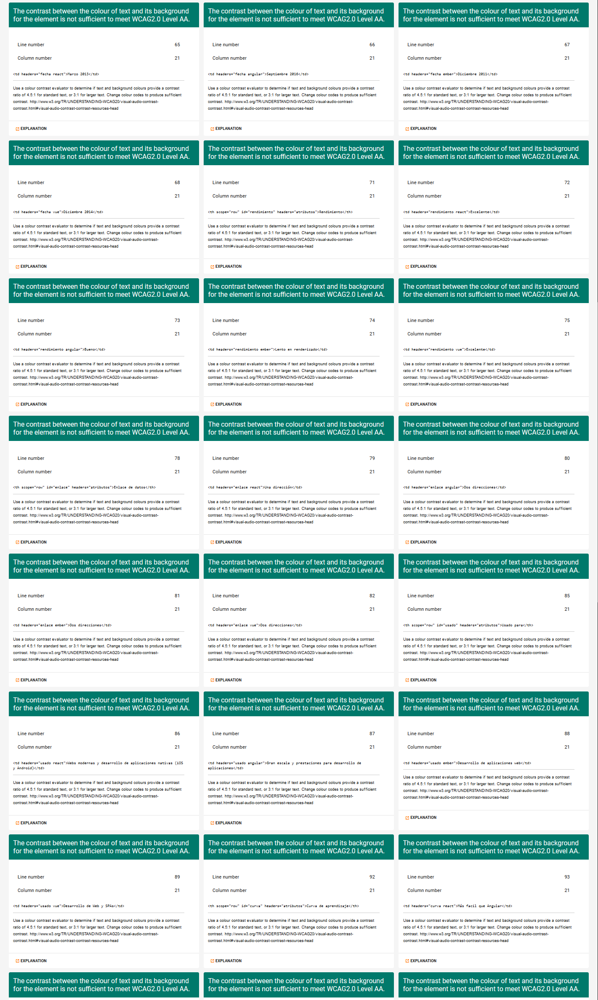 The contrast between the colour of text and its background
for the element is not sufficient to meet WCAG2.0 Level AA.
Line number 65
Column number 21
<td headers="fecha react">Marzo 2013</td>
Use a colour contrast evaluator to determine if text and background colours provide a contrast
ratio of 4.5:1 for standard text, or 3:1 for larger text. Change colour codes to produce sufficient
contrast. http://www.w3.org/TR/UNDERSTANDING-WCAG20/visual-audio-contrast-
contrast.html#visual-audio-contrast-contrast-resources-head
EXPLANATION
The contrast between the colour of text and its background
for the element is not sufficient to meet WCAG2.0 Level AA.
Line number 66
Column number 21
<td headers="fecha angular">Septiembre 2016</td>
Use a colour contrast evaluator to determine if text and background colours provide a contrast
ratio of 4.5:1 for standard text, or 3:1 for larger text. Change colour codes to produce sufficient
contrast. http://www.w3.org/TR/UNDERSTANDING-WCAG20/visual-audio-contrast-
contrast.html#visual-audio-contrast-contrast-resources-head
EXPLANATION
The contrast between the colour of text and its background
for the element is not sufficient to meet WCAG2.0 Level AA.
Line number 67
Column number 21
<td headers="fecha ember">Diciembre 2011</td>
Use a colour contrast evaluator to determine if text and background colours provide a contrast
ratio of 4.5:1 for standard text, or 3:1 for larger text. Change colour codes to produce sufficient
contrast. http://www.w3.org/TR/UNDERSTANDING-WCAG20/visual-audio-contrast-
contrast.html#visual-audio-contrast-contrast-resources-head
EXPLANATION
The contrast between the colour of text and its background
for the element is not sufficient to meet WCAG2.0 Level AA.
Line number 68
Column number 21
<td headers="fecha vue">Diciembre 2014</td>
Use a colour contrast evaluator to determine if text and background colours provide a contrast
ratio of 4.5:1 for standard text, or 3:1 for larger text. Change colour codes to produce sufficient
contrast. http://www.w3.org/TR/UNDERSTANDING-WCAG20/visual-audio-contrast-
contrast.html#visual-audio-contrast-contrast-resources-head
EXPLANATION
The contrast between the colour of text and its background
for the element is not sufficient to meet WCAG2.0 Level AA.
Line number 71
Column number 21
<th scope="row" id="rendimiento" headers="atributos">Rendimiento</th>
Use a colour contrast evaluator to determine if text and background colours provide a contrast
ratio of 4.5:1 for standard text, or 3:1 for larger text. Change colour codes to produce sufficient
contrast. http://www.w3.org/TR/UNDERSTANDING-WCAG20/visual-audio-contrast-
contrast.html#visual-audio-contrast-contrast-resources-head
EXPLANATION
The contrast between the colour of text and its background
for the element is not sufficient to meet WCAG2.0 Level AA.
Line number 72
Column number 21
<td headers="rendimiento react">Excelente</td>
Use a colour contrast evaluator to determine if text and background colours provide a contrast
ratio of 4.5:1 for standard text, or 3:1 for larger text. Change colour codes to produce sufficient
contrast. http://www.w3.org/TR/UNDERSTANDING-WCAG20/visual-audio-contrast-
contrast.html#visual-audio-contrast-contrast-resources-head
EXPLANATION
The contrast between the colour of text and its background
for the element is not sufficient to meet WCAG2.0 Level AA.
Line number 73
Column number 21
<td headers="rendimiento angular">Bueno</td>
Use a colour contrast evaluator to determine if text and background colours provide a contrast
ratio of 4.5:1 for standard text, or 3:1 for larger text. Change colour codes to produce sufficient
contrast. http://www.w3.org/TR/UNDERSTANDING-WCAG20/visual-audio-contrast-
contrast.html#visual-audio-contrast-contrast-resources-head
EXPLANATION
The contrast between the colour of text and its background
for the element is not sufficient to meet WCAG2.0 Level AA.
Line number 74
Column number 21
<td headers="rendimiento ember">Lento en renderizado</td>
Use a colour contrast evaluator to determine if text and background colours provide a contrast
ratio of 4.5:1 for standard text, or 3:1 for larger text. Change colour codes to produce sufficient
contrast. http://www.w3.org/TR/UNDERSTANDING-WCAG20/visual-audio-contrast-
contrast.html#visual-audio-contrast-contrast-resources-head
EXPLANATION
The contrast between the colour of text and its background
for the element is not sufficient to meet WCAG2.0 Level AA.
Line number 75
Column number 21
<td headers="rendimiento vue">Excelente</td>
Use a colour contrast evaluator to determine if text and background colours provide a contrast
ratio of 4.5:1 for standard text, or 3:1 for larger text. Change colour codes to produce sufficient
contrast. http://www.w3.org/TR/UNDERSTANDING-WCAG20/visual-audio-contrast-
contrast.html#visual-audio-contrast-contrast-resources-head
EXPLANATION
The contrast between the colour of text and its background
for the element is not sufficient to meet WCAG2.0 Level AA.
Line number 78
Column number 21
<th scope="row" id="enlace" headers="atributos">Enlace de datos</th>
Use a colour contrast evaluator to determine if text and background colours provide a contrast
ratio of 4.5:1 for standard text, or 3:1 for larger text. Change colour codes to produce sufficient
contrast. http://www.w3.org/TR/UNDERSTANDING-WCAG20/visual-audio-contrast-
contrast.html#visual-audio-contrast-contrast-resources-head
EXPLANATION
The contrast between the colour of text and its background
for the element is not sufficient to meet WCAG2.0 Level AA.
Line number 79
Column number 21
<td headers="enlace react">Una dirección</td>
Use a colour contrast evaluator to determine if text and background colours provide a contrast
ratio of 4.5:1 for standard text, or 3:1 for larger text. Change colour codes to produce sufficient
contrast. http://www.w3.org/TR/UNDERSTANDING-WCAG20/visual-audio-contrast-
contrast.html#visual-audio-contrast-contrast-resources-head
EXPLANATION
The contrast between the colour of text and its background
for the element is not sufficient to meet WCAG2.0 Level AA.
Line number 80
Column number 21
<td headers="enlace angular">Dos direcciones</td>
Use a colour contrast evaluator to determine if text and background colours provide a contrast
ratio of 4.5:1 for standard text, or 3:1 for larger text. Change colour codes to produce sufficient
contrast. http://www.w3.org/TR/UNDERSTANDING-WCAG20/visual-audio-contrast-
contrast.html#visual-audio-contrast-contrast-resources-head
EXPLANATION
The contrast between the colour of text and its background
for the element is not sufficient to meet WCAG2.0 Level AA.
Line number 81
Column number 21
<td headers="enlace ember">Dos direcciones</td>
Use a colour contrast evaluator to determine if text and background colours provide a contrast
ratio of 4.5:1 for standard text, or 3:1 for larger text. Change colour codes to produce sufficient
contrast. http://www.w3.org/TR/UNDERSTANDING-WCAG20/visual-audio-contrast-
contrast.html#visual-audio-contrast-contrast-resources-head
EXPLANATION
The contrast between the colour of text and its background
for the element is not sufficient to meet WCAG2.0 Level AA.
Line number 82
Column number 21
<td headers="enlace vue">Dos direcciones</td>
Use a colour contrast evaluator to determine if text and background colours provide a contrast
ratio of 4.5:1 for standard text, or 3:1 for larger text. Change colour codes to produce sufficient
contrast. http://www.w3.org/TR/UNDERSTANDING-WCAG20/visual-audio-contrast-
contrast.html#visual-audio-contrast-contrast-resources-head
EXPLANATION
The contrast between the colour of text and its background
for the element is not sufficient to meet WCAG2.0 Level AA.
Line number 85
Column number 21
<th scope="row" id="usado" headers="atributos">Usado para</th>
Use a colour contrast evaluator to determine if text and background colours provide a contrast
ratio of 4.5:1 for standard text, or 3:1 for larger text. Change colour codes to produce sufficient
contrast. http://www.w3.org/TR/UNDERSTANDING-WCAG20/visual-audio-contrast-
contrast.html#visual-audio-contrast-contrast-resources-head
EXPLANATION
The contrast between the colour of text and its background
for the element is not sufficient to meet WCAG2.0 Level AA.
Line number 86
Column number 21
<td headers="usado react">Webs modernas y desarrollo de aplicaciones nativas (iOS
y Android)</td>
Use a colour contrast evaluator to determine if text and background colours provide a contrast
ratio of 4.5:1 for standard text, or 3:1 for larger text. Change colour codes to produce sufficient
contrast. http://www.w3.org/TR/UNDERSTANDING-WCAG20/visual-audio-contrast-
contrast.html#visual-audio-contrast-contrast-resources-head
EXPLANATION
The contrast between the colour of text and its background
for the element is not sufficient to meet WCAG2.0 Level AA.
Line number 87
Column number 21
<td headers="usado angular">Gran escala y prestaciones para desarrollo de
aplicaciones</td>
Use a colour contrast evaluator to determine if text and background colours provide a contrast
ratio of 4.5:1 for standard text, or 3:1 for larger text. Change colour codes to produce sufficient
contrast. http://www.w3.org/TR/UNDERSTANDING-WCAG20/visual-audio-contrast-
contrast.html#visual-audio-contrast-contrast-resources-head
EXPLANATION
The contrast between the colour of text and its background
for the element is not sufficient to meet WCAG2.0 Level AA.
Line number 88
Column number 21
<td headers="usado ember">Desarrollo de aplicaciones web</td>
Use a colour contrast evaluator to determine if text and background colours provide a contrast
ratio of 4.5:1 for standard text, or 3:1 for larger text. Change colour codes to produce sufficient
contrast. http://www.w3.org/TR/UNDERSTANDING-WCAG20/visual-audio-contrast-
contrast.html#visual-audio-contrast-contrast-resources-head
EXPLANATION
The contrast between the colour of text and its background
for the element is not sufficient to meet WCAG2.0 Level AA.
Line number 89
Column number 21
<td headers="usado vue">Desarrollo de Web y SPAs</td>
Use a colour contrast evaluator to determine if text and background colours provide a contrast
ratio of 4.5:1 for standard text, or 3:1 for larger text. Change colour codes to produce sufficient
contrast. http://www.w3.org/TR/UNDERSTANDING-WCAG20/visual-audio-contrast-
contrast.html#visual-audio-contrast-contrast-resources-head
EXPLANATION
The contrast between the colour of text and its background
for the element is not sufficient to meet WCAG2.0 Level AA.
Line number 92
Column number 21
<th scope="row" id="curva" headers="atributos">Curva de aprendizaje</th>
Use a colour contrast evaluator to determine if text and background colours provide a contrast
ratio of 4.5:1 for standard text, or 3:1 for larger text. Change colour codes to produce sufficient
contrast. http://www.w3.org/TR/UNDERSTANDING-WCAG20/visual-audio-contrast-
contrast.html#visual-audio-contrast-contrast-resources-head
EXPLANATION
The contrast between the colour of text and its background
for the element is not sufficient to meet WCAG2.0 Level AA.
Line number 93
Column number 21
<td headers="curva react">Más facil que Angular</td>
Use a colour contrast evaluator to determine if text and background colours provide a contrast
ratio of 4.5:1 for standard text, or 3:1 for larger text. Change colour codes to produce sufficient
contrast. http://www.w3.org/TR/UNDERSTANDING-WCAG20/visual-audio-contrast-
contrast.html#visual-audio-contrast-contrast-resources-head
EXPLANATION
The contrast between the colour of text and its background
for the element is not sufficient to meet WCAG2.0 Level AA.
The contrast between the colour of text and its background
for the element is not sufficient to meet WCAG2.0 Level AA.
The contrast between the colour of text and its background
for the element is not sufficient to meet WCAG2.0 Level AA.